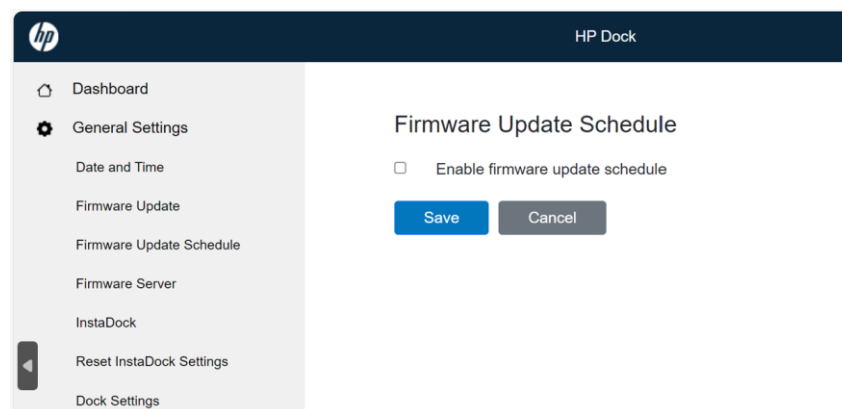 hp
HP Dock
Dashboard
General Settings
Date and Time
Firmware Update
Firmware Update Schedule
Firmware Server
InstaDock
Reset InstaDock Settings
Dock Settings
Firmware Update Schedule
Enable firmware update schedule
Save
Cancel